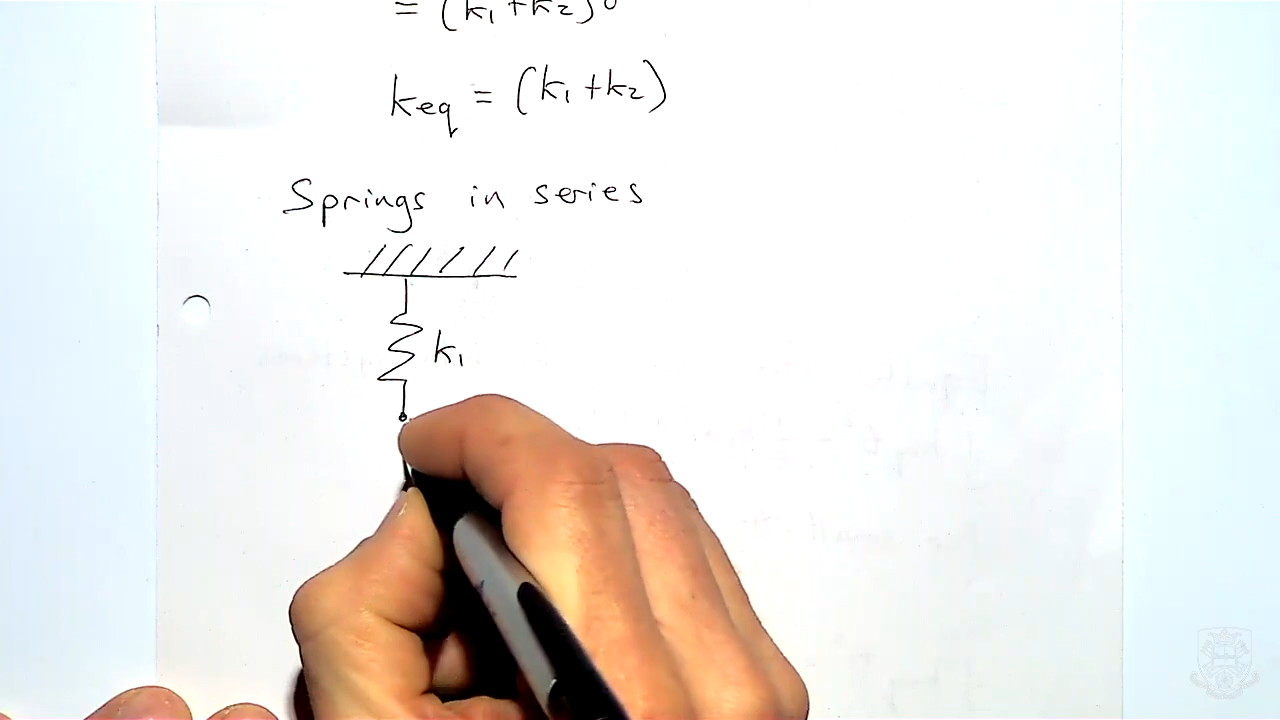 = (k₁+k₂)δ
keq = (k₁+k₂)
Springs in series
k₁